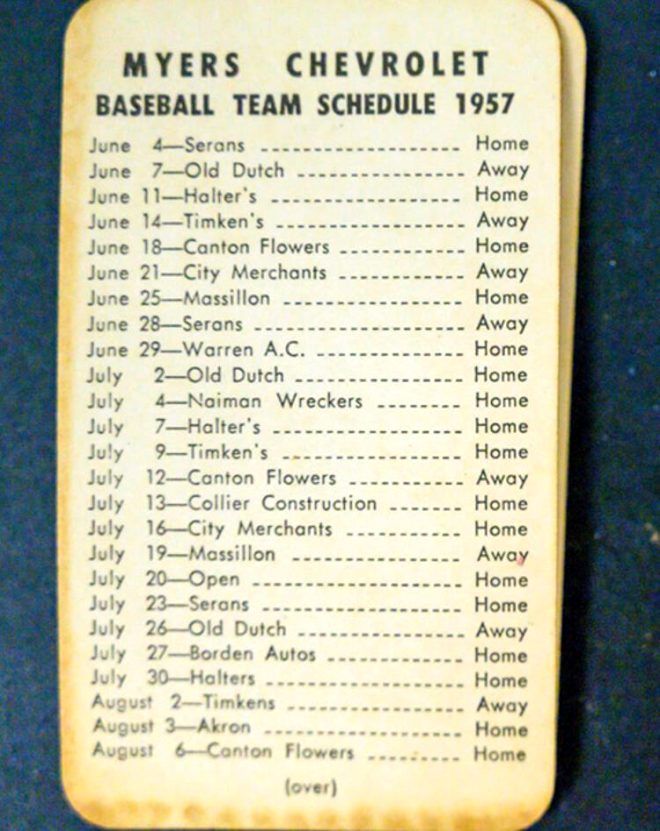 MYERS CHEVROLET
BASEBALL TEAM SCHEDULE 1957
June 4—Serans -------------------- Home
June 7—Old Dutch ---------------- Away
June 11—Halter's ------------------ Home
June 14—Timken's ----------------- Away
June 18—Canton Flowers ----------- Home
June 21—City Merchants ----------- Away
June 25—Massillon ---------------- Home
June 28—Serans ------------------- Away
June 29—Warren A.C. ------------- Home
July 2—Old Dutch --------------- Home
July 4—Naiman Wreckers -------- Home
July 7—Halter's ----------------- Home
July 9—Timken's --------------- Home
July 12—Canton Flowers ---------- Away
July 13—Collier Construction ------- Home
July 16—City Merchants ----------- Home
July 19—Massillon --------------- Away
July 20—Open ------------------ Home
July 23—Serans ----------------- Home
July 26—Old Dutch --------------- Away
July 27—Borden Autos ------------ Home
July 30—Halters ----------------- Home
August 2—Timkens --------------- Away
August 3—Akron ---------------- Home
August 6—Canton Flowers --------- Home
(over)